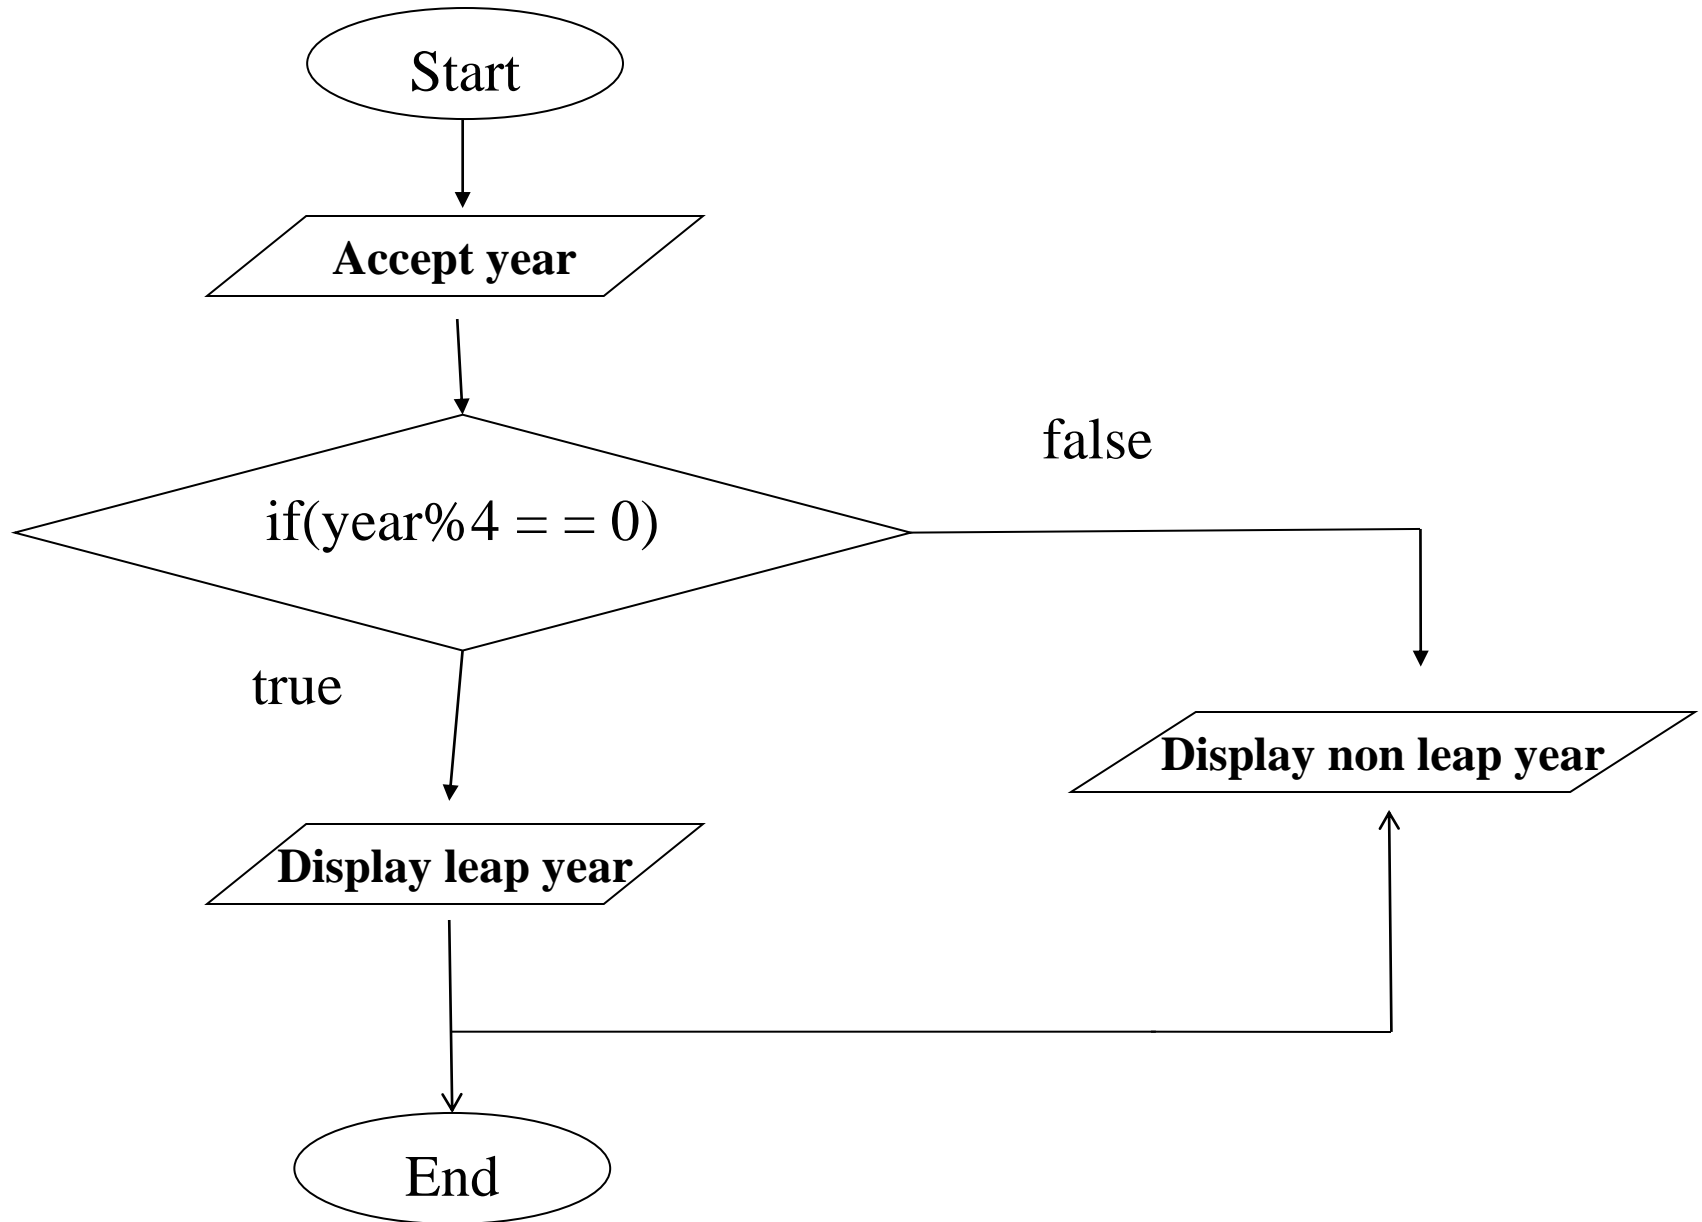 Start
Accept year
false
if(year%4 = = 0)
true
Display non leap year
Display leap year
End